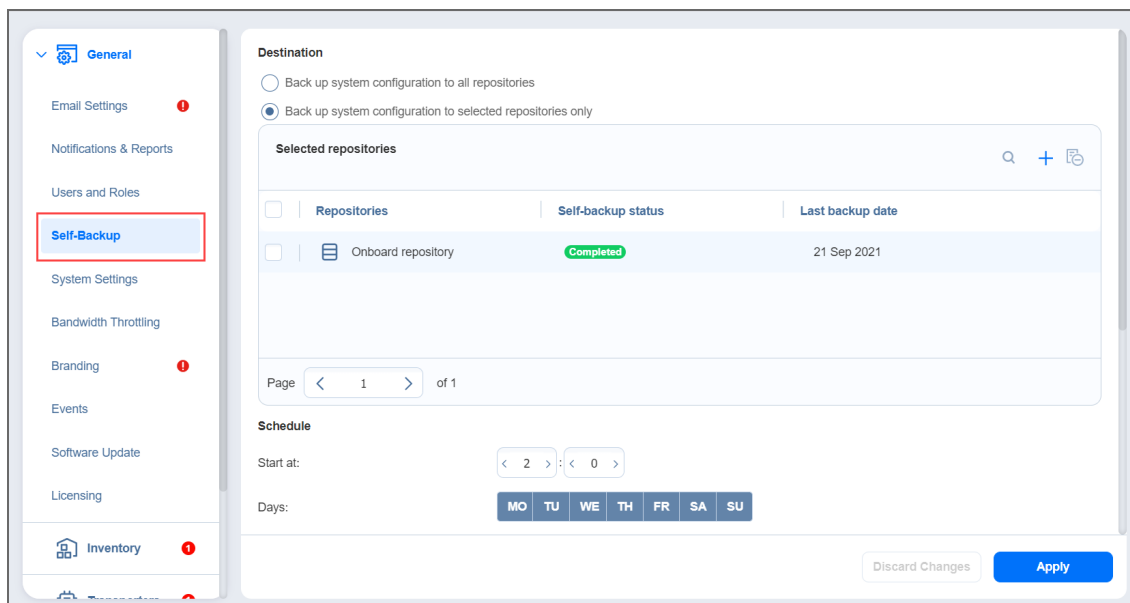 General
Email Settings
Notifications & Reports
Users and Roles
Self-Backup
System Settings
Bandwidth Throttling
Branding
Events
Software Update
Licensing
Inventory 1
Destination
Back up system configuration to all repositories
Back up system configuration to selected repositories only
Selected repositories
Repositories Self-backup status Last backup date
Onboard repository Completed 21 Sep 2021
Page 1 of 1
Schedule
Start at: 2 : 0
Days: MO TU WE TH FR SA SU
Discard Changes Apply